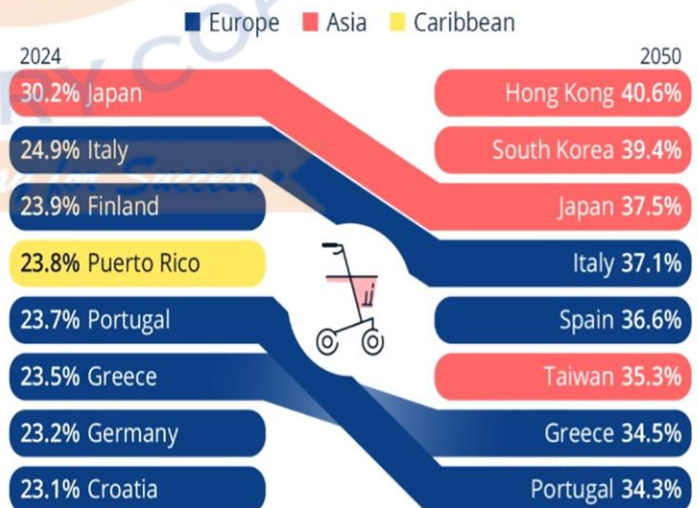 Europe Asia Caribbean
2024 2050
30.2% Japan
Hong Kong 40.6%
24.9% Italy
South Korea 39.4%
23.9% Finland
Japan 37.5%
23.8% Puerto Rico
Italy 37.1%
23.7% Portugal
Spain 36.6%
23.5% Greece
Taiwan 35.3%
23.2% Germany
Greece 34.5%
23.1% Croatia
Portugal 34.3%